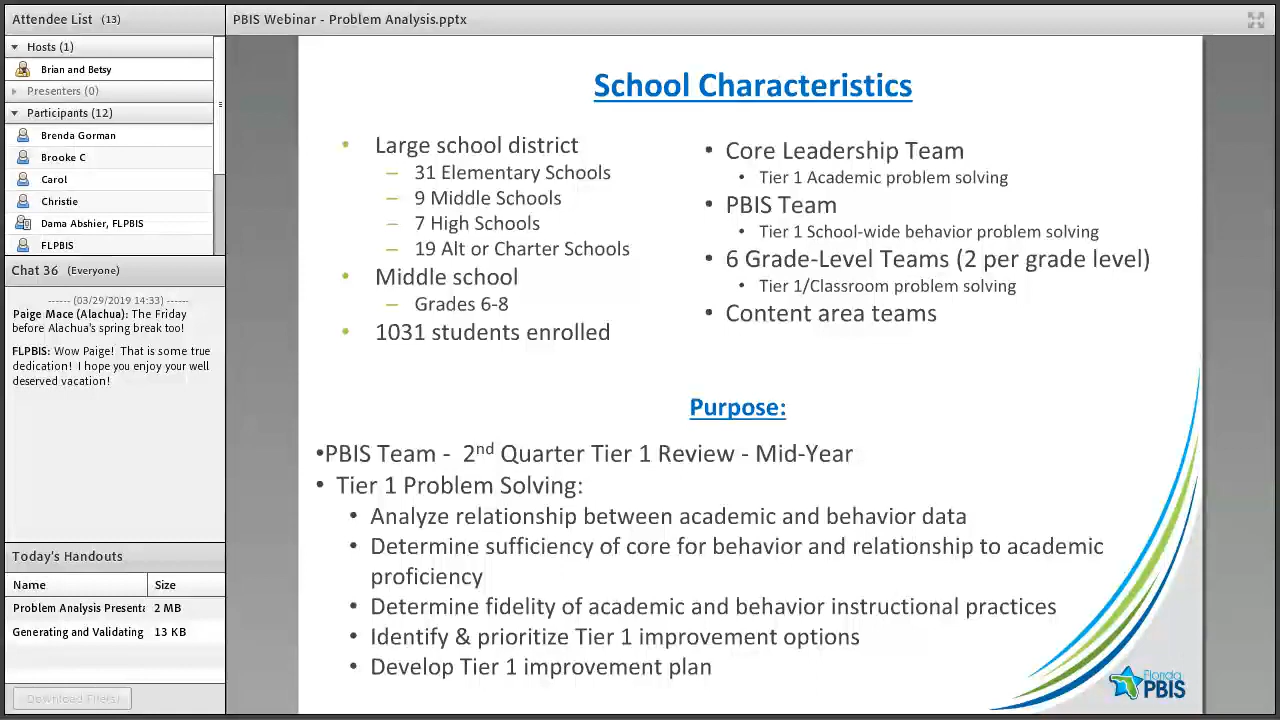 Attendee List (13)
Hosts (1)
Brian and Betsy
Presenters (0)
Participants (12)
Brenda Gorman
Brooke C
Carol
Christie
Dama Abshier, FLPBIS
FLPBIS
Chat 36 (Everyone)
------ (03/29/2019 14:33) ------
Paige Mace (Alachua): The Friday
before Alachua's spring break too!
FLPBIS: Wow Paige! That is some true
dedication! I hope you enjoy your well
deserved vacation!
Today's Handouts
Name Size
Problem Analysis Presenta 2 MB
Generating and Validating 13 KB
Download File(s)
PBIS Webinar - Problem Analysis.pptx
School Characteristics
• Large school district
– 31 Elementary Schools
– 9 Middle Schools
– 7 High Schools
– 19 Alt or Charter Schools
• Middle school
– Grades 6-8
• 1031 students enrolled
• Core Leadership Team
• Tier 1 Academic problem solving
• PBIS Team
• Tier 1 School-wide behavior problem solving
• 6 Grade-Level Teams (2 per grade level)
• Tier 1/Classroom problem solving
• Content area teams
Purpose:
•PBIS Team - 2nd Quarter Tier 1 Review - Mid-Year
• Tier 1 Problem Solving:
• Analyze relationship between academic and behavior data
• Determine sufficiency of core for behavior and relationship to academic
proficiency
• Determine fidelity of academic and behavior instructional practices
• Identify & prioritize Tier 1 improvement options
• Develop Tier 1 improvement plan
Florida
PBIS